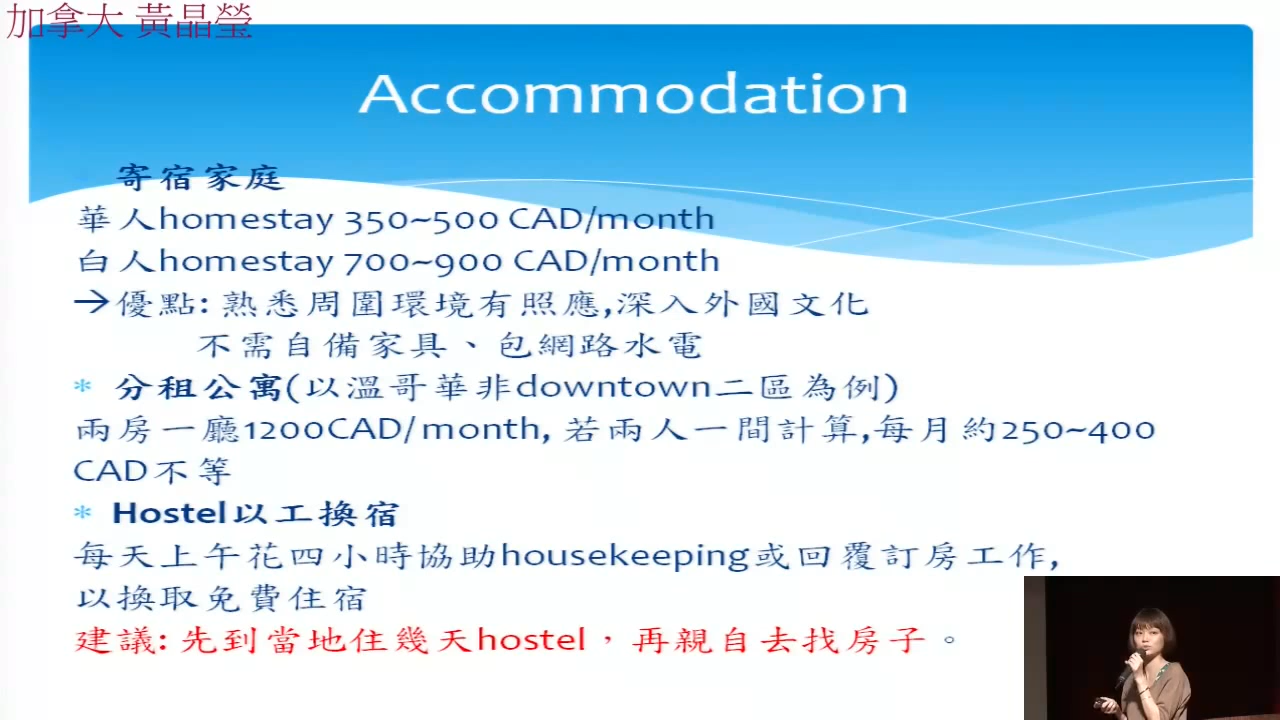 加拿大 黃晶瑩
Accommodation
寄宿家庭
華人homestay 350~500 CAD/month
白人homestay 700~900 CAD/month
→優點: 熟悉周圍環境有照應,深入外國文化
不需自備家具、包網路水電
* 分租公寓(以溫哥華非downtown二區為例)
兩房一廳1200CAD/month, 若兩人一間計算,每月約250~400
CAD不等
* Hostel以工換宿
每天上午花四小時協助housekeeping或回覆訂房工作,
以換取免費住宿
建議: 先到當地住幾天hostel，再親自去找房子。